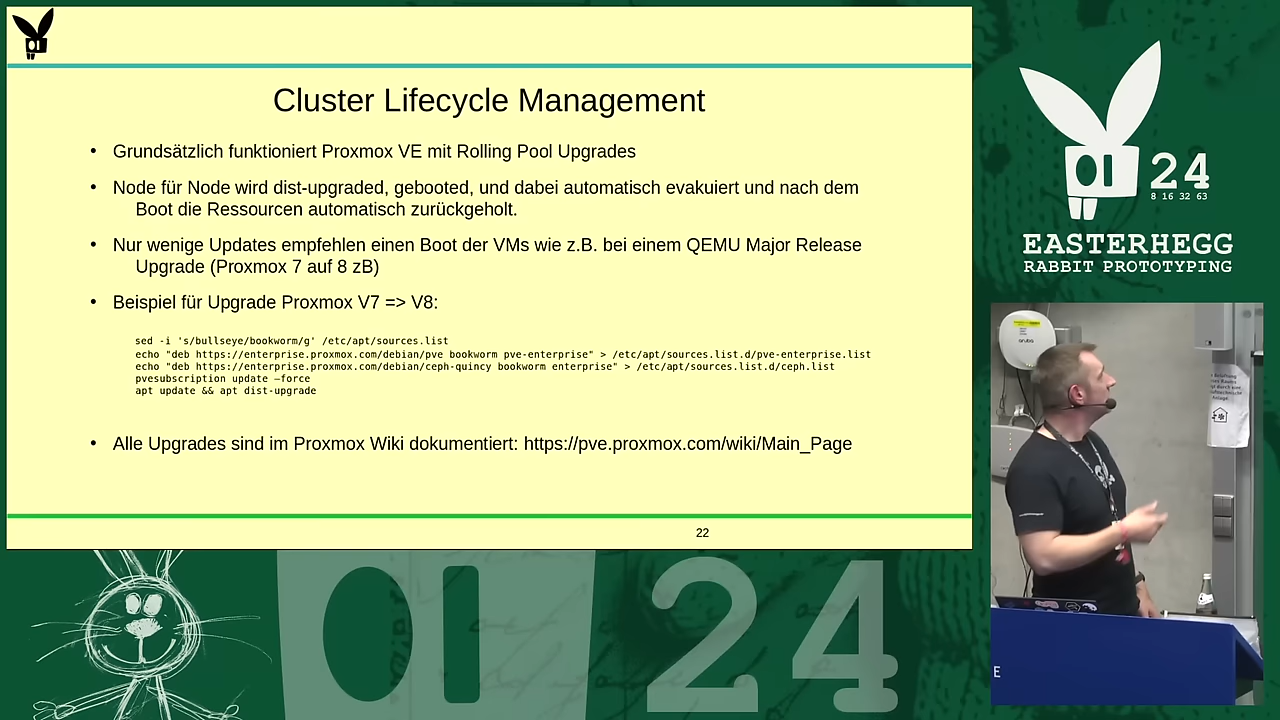 Cluster Lifecycle Management
• Grundsätzlich funktioniert Proxmox VE mit Rolling Pool Upgrades
• Node für Node wird dist-upgraded, gebooted, und dabei automatisch evakuiert und nach dem
Boot die Ressourcen automatisch zurückgeholt.
• Nur wenige Updates empfehlen einen Boot der VMs wie z.B. bei einem QEMU Major Release
Upgrade (Proxmox 7 auf 8 zB)
• Beispiel für Upgrade Proxmox V7 => V8:
sed -i 's/bullseye/bookworm/g' /etc/apt/sources.list
echo "deb https://enterprise.proxmox.com/debian/pve bookworm pve-enterprise" > /etc/apt/sources.list.d/pve-enterprise.list
echo "deb https://enterprise.proxmox.com/debian/ceph-quincy bookworm enterprise" > /etc/apt/sources.list.d/ceph.list
pvesubscription update –force
apt update && apt dist-upgrade
• Alle Upgrades sind im Proxmox Wiki dokumentiert: https://pve.proxmox.com/wiki/Main_Page
22
24
8 16 32 63
EASTERHEGG
RABBIT PROTOTYPING
aruba
E
24